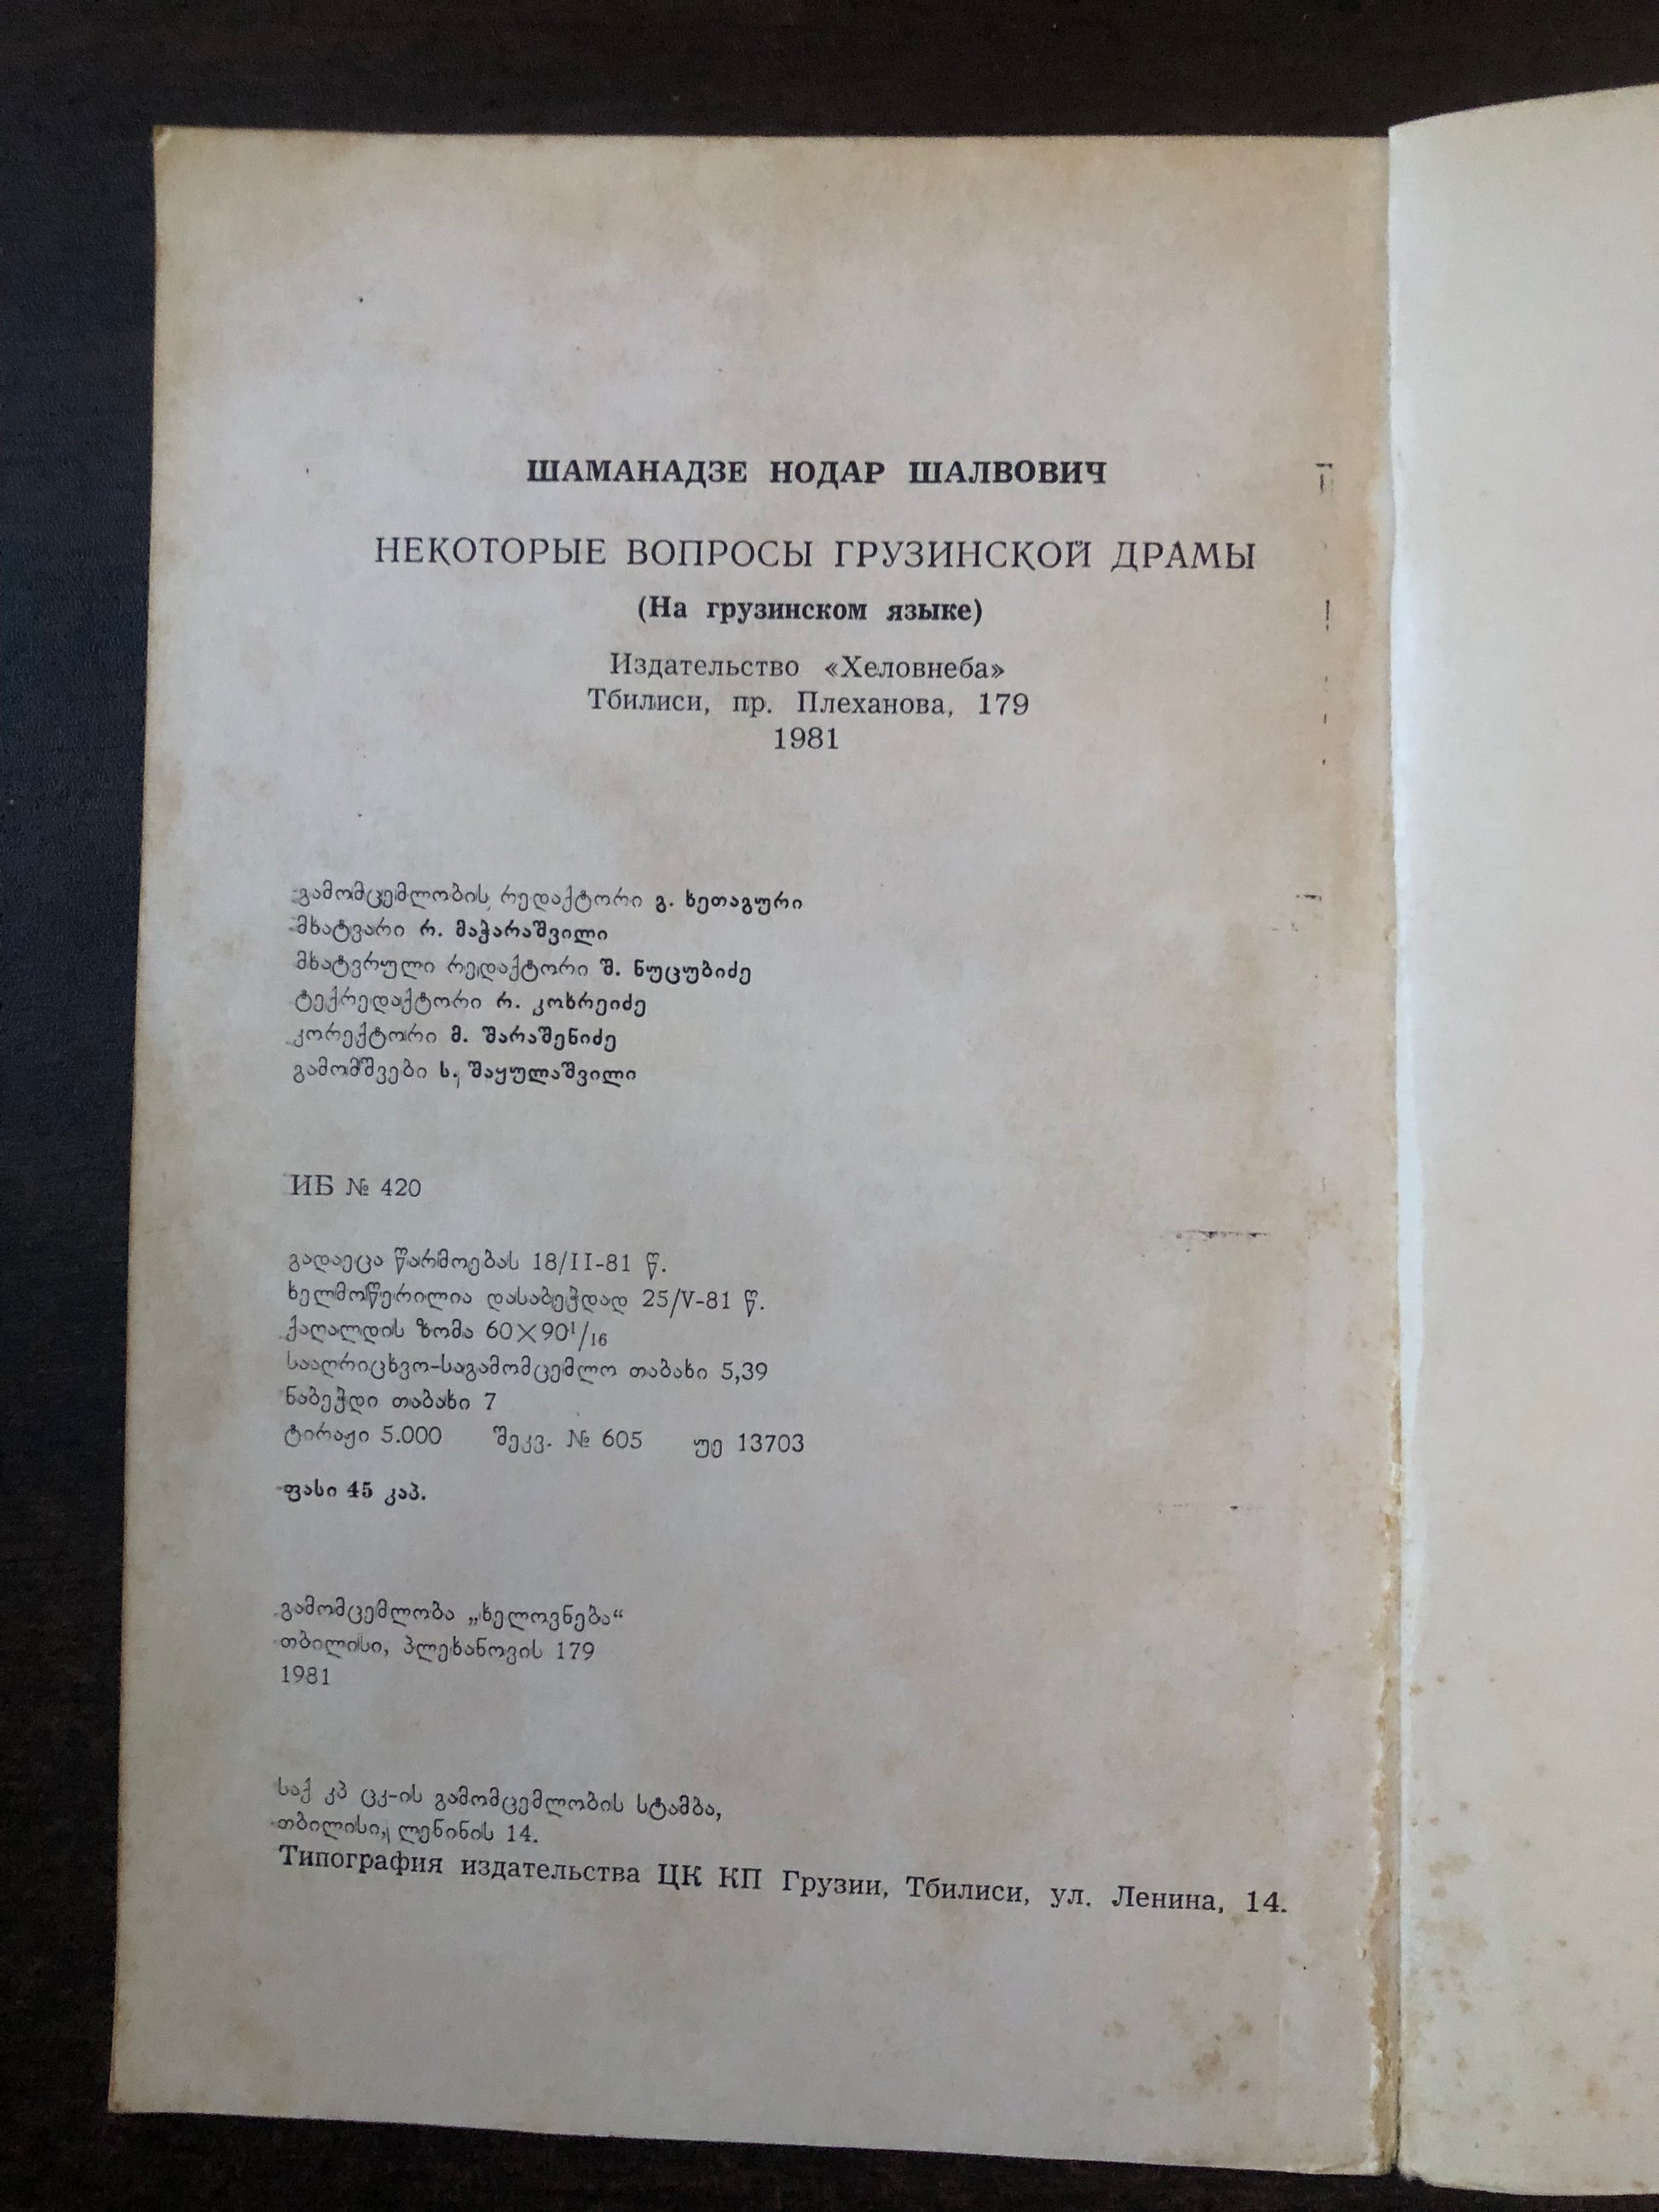 ШАМАНАДЗЕ НОДАР ШАЛВОВИЧ
НЕКОТОРЫЕ ВОПРОСЫ ГРУЗИНСКОЙ ДРАМЫ
(На грузинском языке)
Издательство «Хеловнеба»
Тбилиси, пр. Плеханова, 179
1981
გამომცემლობის რედაქტორი გ. ხეთაგური
მხატვარი რ. მაჭარაშვილი
მხატვრული რედაქტორი შ. ნუცუბიძე
ტექრედაქტორი რ. კოხრეიძე
კორექტორი მ. შარაშენიძე
გამომშვები ს. შაყულაშვილი
ИБ № 420
გადაეცა წარმოებას 18/II-81 წ.
ხელმოწერილია დასაბეჭდად 25/V-81 წ.
ქაღალდის ზომა 60×90¹/₁₆
სააღრიცხვო-საგამომცემლო თაბახი 5,39
ნაბეჭდი თაბახი 7
ტირაჟი 5.000 შეკვ. № 605 უე 13703
ფასი 45 კაპ.
გამომცემლობა „ხელოვნება“
თბილისი, პლეხანოვის 179
1981
საქ კპ ცკ-ის გამომცემლობის სტამბა,
თბილისი, ლენინის 14.
Типография издательства ЦК КП Грузии, Тбилиси, ул. Ленина, 14.